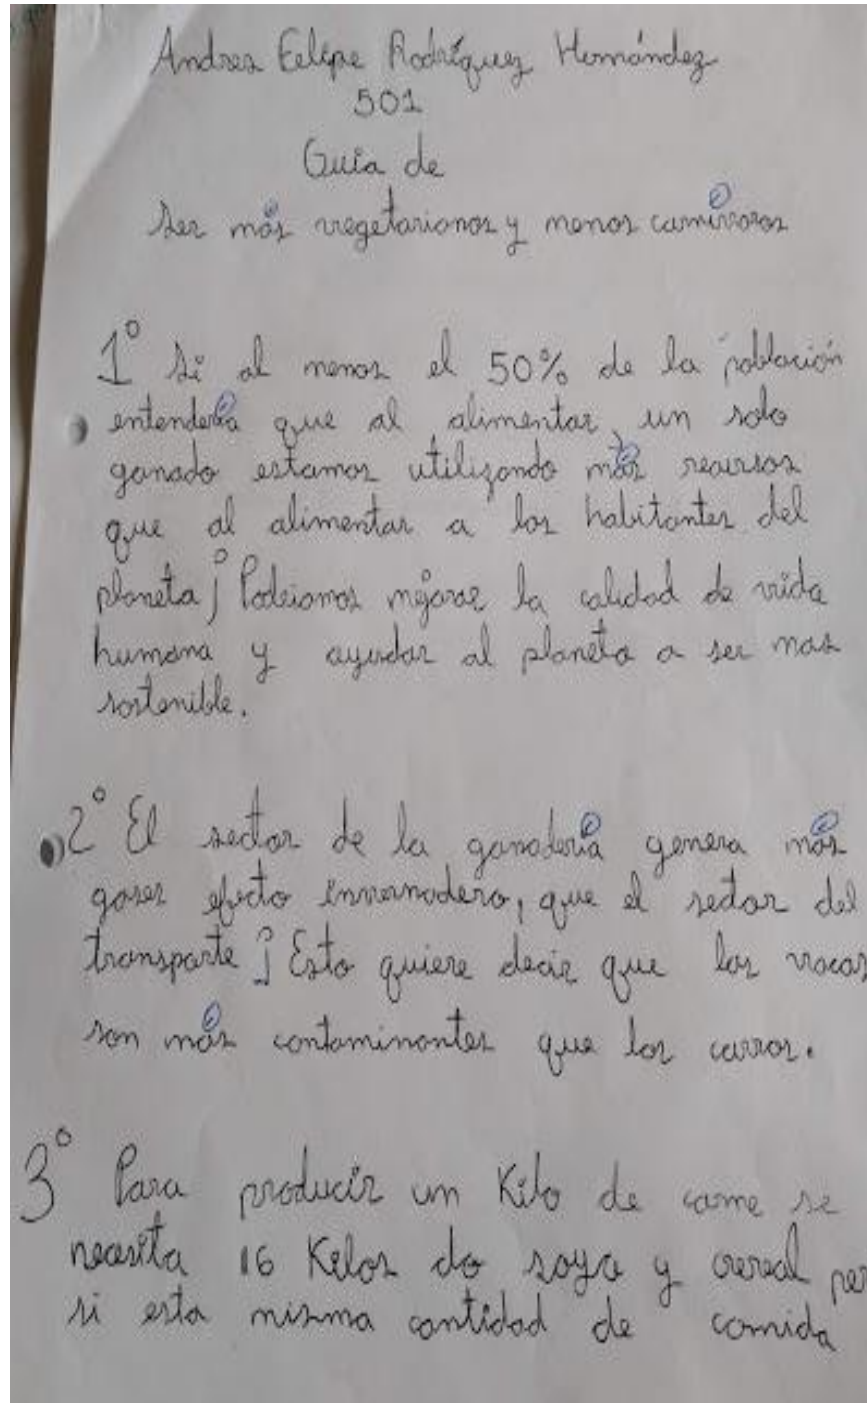 Andres Felipe Rodríguez Hernández
501
Guia de
ser más vegetarianos y menos carnívoros
1° Si al menos el 50% de la población
entendería que al alimentar un solo
ganado estamos utilizando más recursos
que al alimentar a los habitantes del
planeta ¡ Podriamos mejorar la calidad de vida
humana y ayudar al planeta a ser mas
sostenible.
2° El sector de la ganadería genera más
gases efecto invernadero, que el sector del
transporte ¡ Esto quiere decir que las vacas
son más contaminantes que los carros.
3° Para producir un Kilo de carne se
necesita 16 Kilos de soya y cereal per
si esta misma cantidad de comida